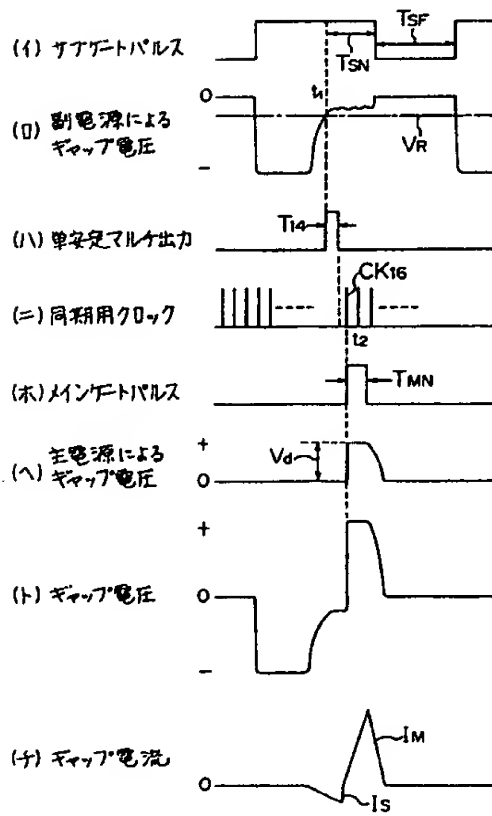 (イ) サブゲートパルス
TSF
TSN
t1
0
(ロ) 副電源による
ギャップ電圧
VR
−
(ハ) 単安定マルチ出力
T14
CK16
(ニ) 同期用クロック
t2
(ホ) メインゲートパルス
TMN
+
(ヘ) 主電源による
ギャップ電圧
Vd
0
+
(ト) ギャップ電圧
0
−
(チ) ギャップ電流
IM
0
IS